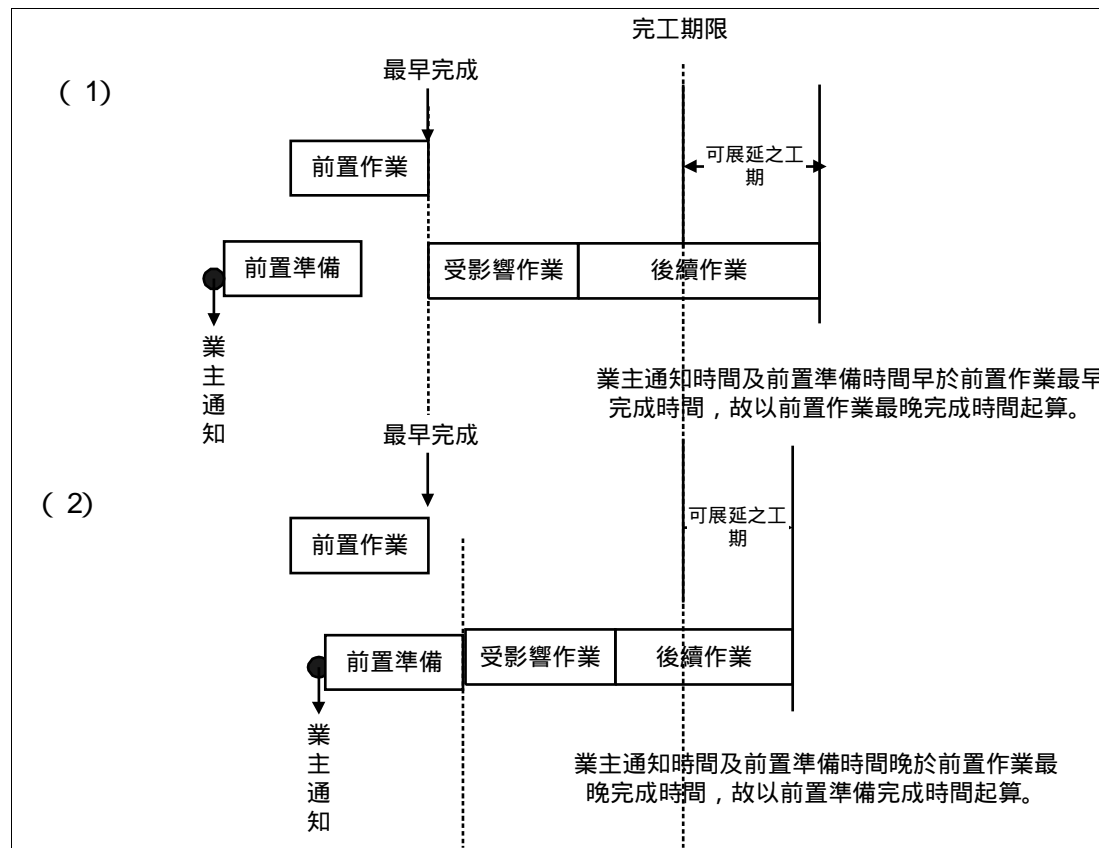 完工期限
最早完成
( 1)
可展延之工
期
前置作業
前置準備
受影響作業
後續作業
業
主
通
知
業主通知時間及前置準備時間早於前置作業最早
完成時間，故以前置作業最晚完成時間起算。
最早完成
( 2)
可展延之工
期
前置作業
前置準備
受影響作業
後續作業
業
主
通
知
業主通知時間及前置準備時間晚於前置作業最
晚完成時間，故以前置準備完成時間起算。